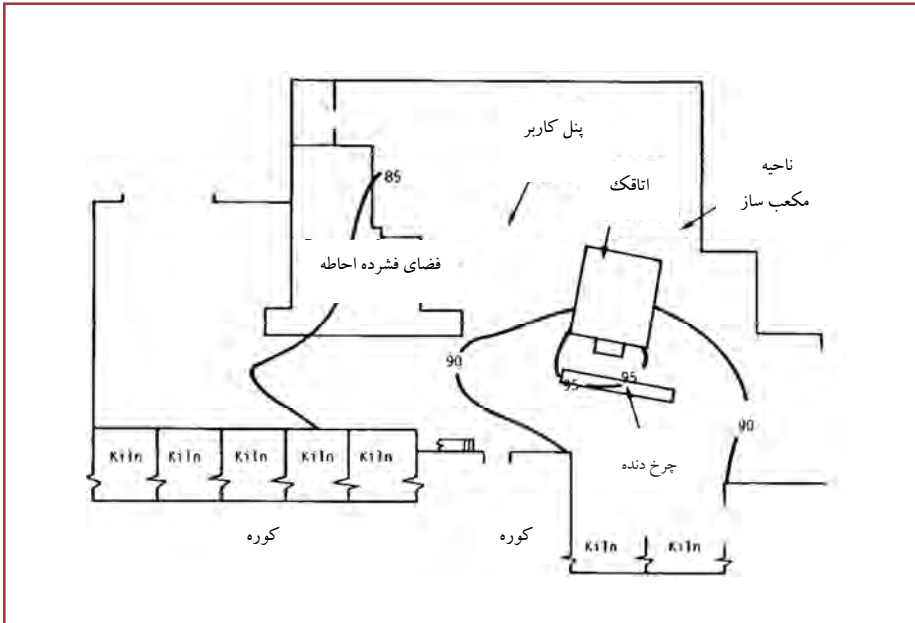 پنل کاربر
ناحیه
مکعب ساز
اتاقک
85
فضای فشرده احاطه
90
95
95
90
چرخ دنده
Kiln Kiln Kiln Kiln Kiln
کوره
کوره
Kiln Kiln